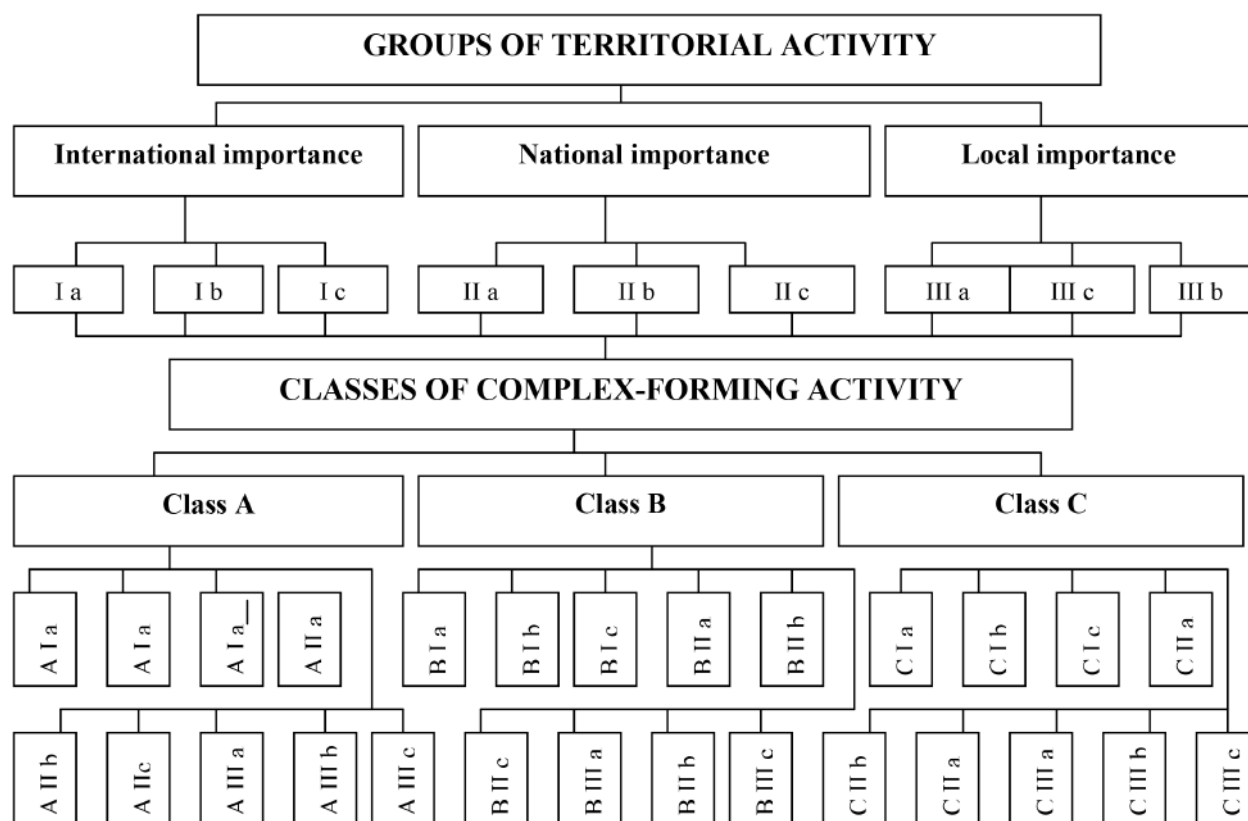 GROUPS OF TERRITORIAL ACTIVITY
International importance
National importance
Local importance
I a
I b
I c
II a
II b
II c
III a
III c
III b
CLASSES OF COMPLEX-FORMING ACTIVITY
Class A
Class B
Class C
A I a
A I a
A I a_
A II a
B I a
B I b
B I c
B II a
B II b
C I a
C I b
C I c
C II a
A II b
A IIc
A III a
A III b
A III c
B II c
B III a
B III b
B III c
C II b
C II a
C III a
C III b
C III c